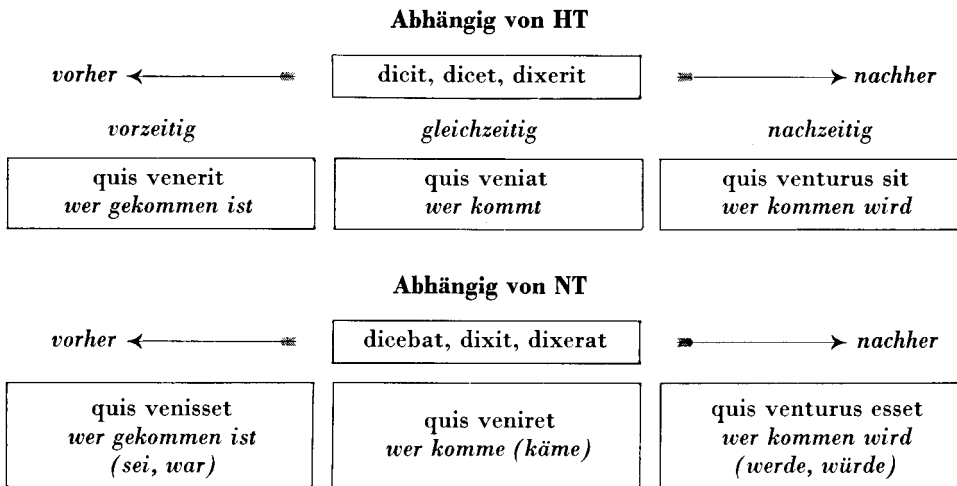 Abhängig von HT
vorher dicit, dicet, dixerit nachher
vorzeitig gleichzeitig nachzeitig
quis venerit quis veniat quis venturus sit
wer gekommen ist wer kommt wer kommen wird
Abhängig von NT
vorher dicebat, dixit, dixerat nachher
quis venisset
wer gekommen ist
(sei, war)
quis veniret
wer komme (käme)
quis venturus esset
wer kommen wird
(werde, würde)